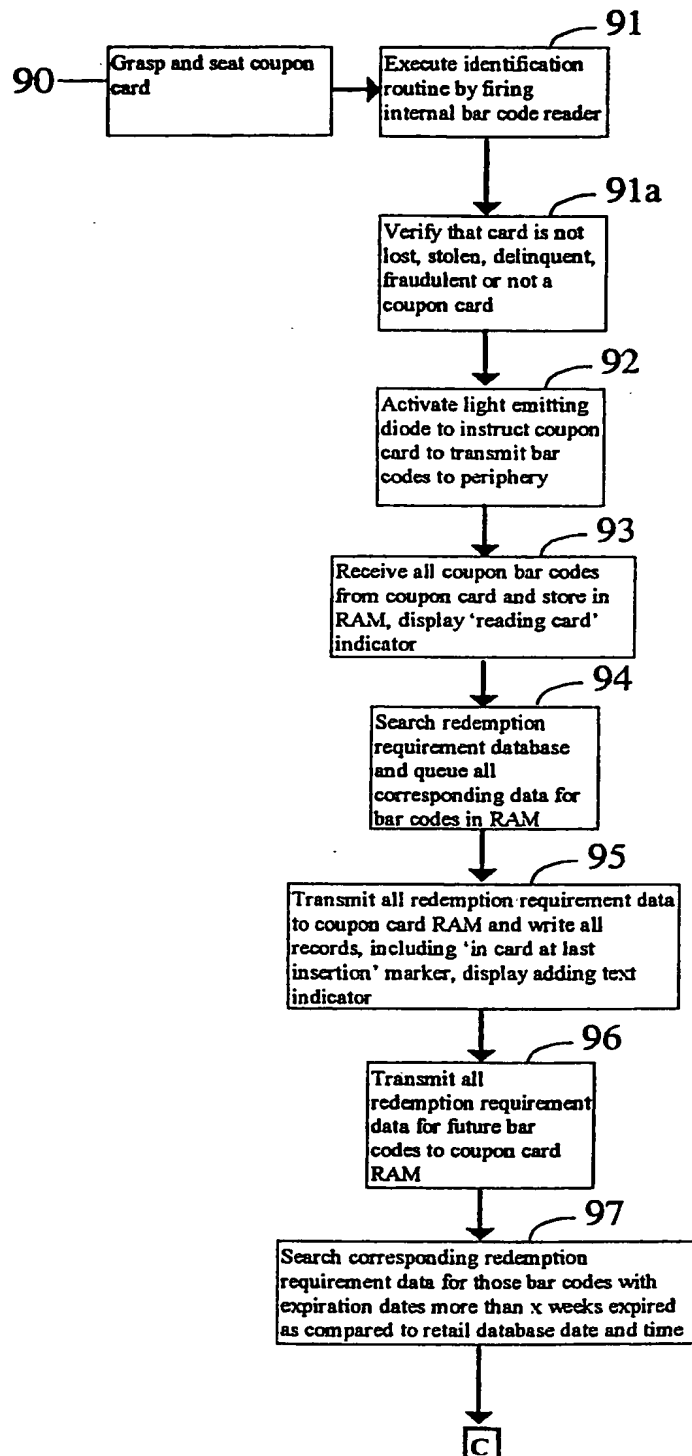 91
90
Grasp and seat coupon
card
Execute identification
routine by firing
internal bar code reader
91a
Verify that card is not
lost, stolen, delinquent,
fraudulent or not a
coupon card
92
Activate light emitting
diode to instruct coupon
card to transmit bar
codes to periphery
93
Receive all coupon bar codes
from coupon card and store in
RAM, display ‘reading card’
indicator
94
Search redemption
requirement database
and queue all
corresponding data for
bar codes in RAM
95
Transmit all redemption requirement data
to coupon card RAM and write all
records, including ‘in card at last
insertion’ marker, display adding text
indicator
96
Transmit all
redemption requirement
data for future bar
codes to coupon card
RAM
97
Search corresponding redemption
requirement data for those bar codes with
expiration dates more than x weeks expired
as compared to retail database date and time
C